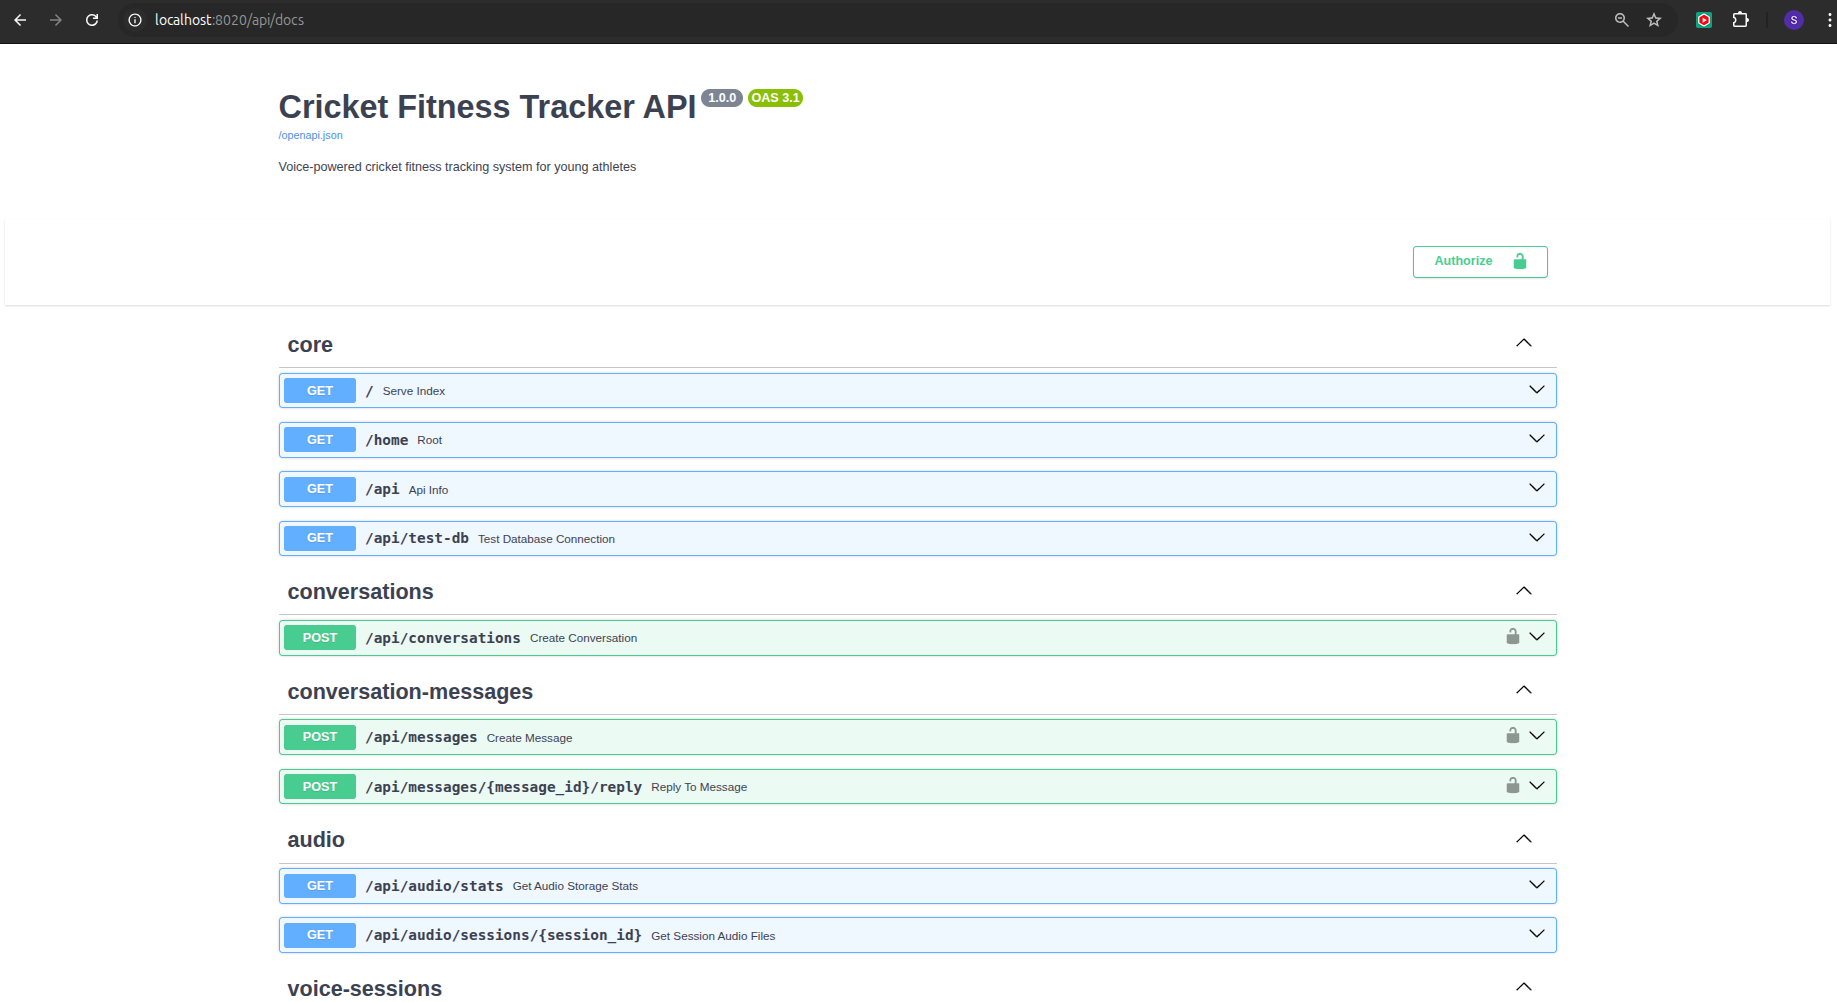 localhost:8020/api/docs
S
Cricket Fitness Tracker API 1.0.0 OAS 3.1
/openapi.json
Voice-powered cricket fitness tracking system for young athletes
Authorize
core
GET / Serve Index
GET /home Root
GET /api Api Info
GET /api/test-db Test Database Connection
conversations
POST /api/conversations Create Conversation
conversation-messages
POST /api/messages Create Message
POST /api/messages/{message_id}/reply Reply To Message
audio
GET /api/audio/stats Get Audio Storage Stats
GET /api/audio/sessions/{session_id} Get Session Audio Files
voice-sessions